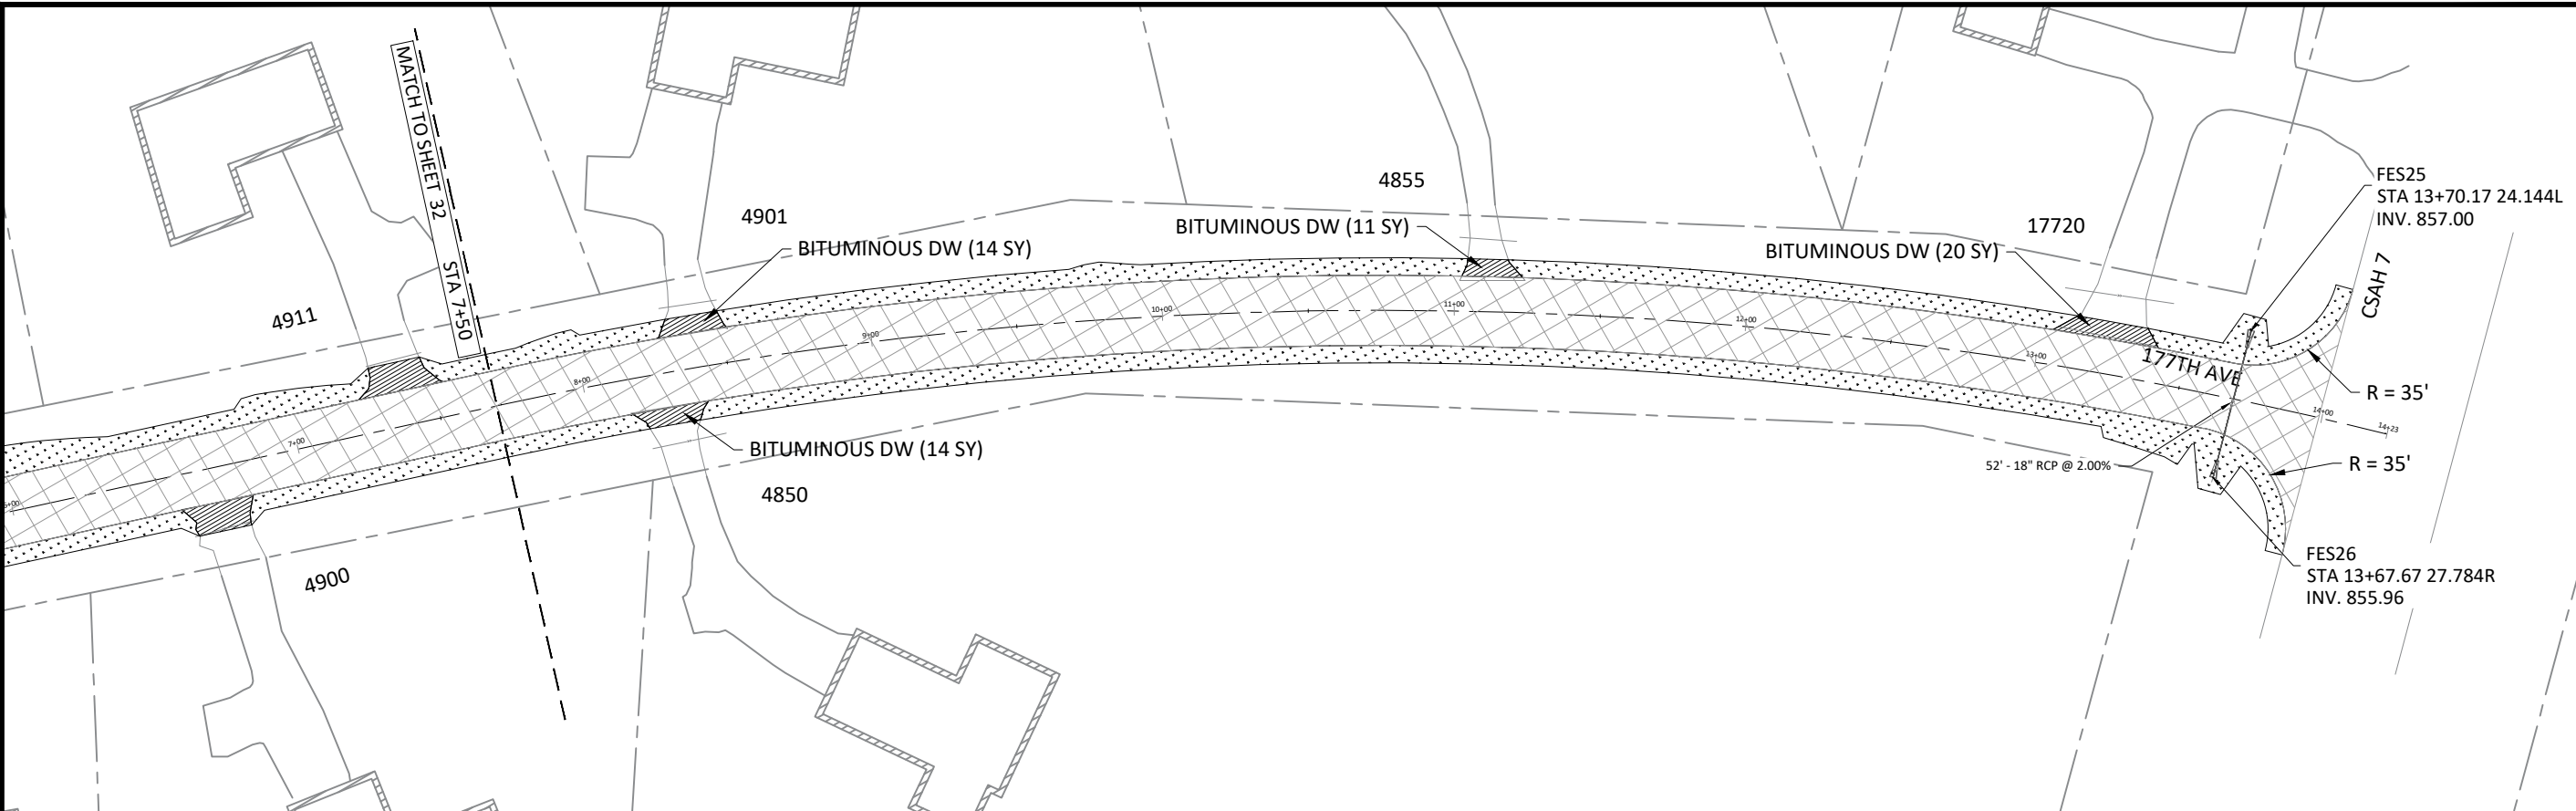 MATCH TO SHEET 32
STA 7+50
4911
4901
BITUMINOUS DW (14 SY)
4855
BITUMINOUS DW (11 SY)
17720
BITUMINOUS DW (20 SY)
FES25
STA 13+70.17 24.144L
INV. 857.00
CSAH 7
177TH AVE
R = 35'
R = 35'
6+00
7+00
8+00
9+00
10+00
11+00
12+00
13+00
14+00
14+23
BITUMINOUS DW (14 SY)
52' - 18" RCP @ 2.00%
4850
4900
FES26
STA 13+67.67 27.784R
INV. 855.96